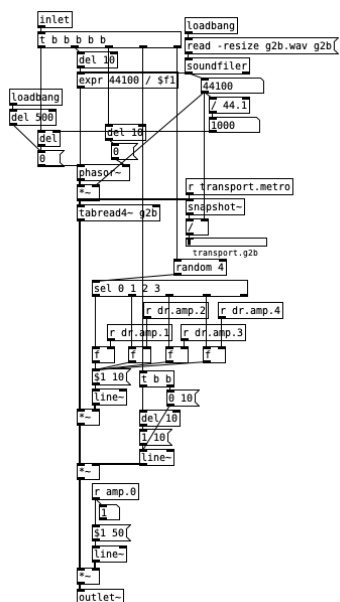 inlet
loadbang
t b b b b b
read -resize g2b.wav g2b
del 10
soundfiler
expr 44100 / $f1
44100
loadbang
/ 44.1
del 500
1000
del
del 10
0
0
phasor~
*~
r transport.metro
tabread4~ g2b
snapshot~
/
transport.g2b
random 4
sel 0 1 2 3
r dr.amp.2
r dr.amp.4
r dr.amp.1
r dr.amp.3
f
f
f
f
$1 10
t b b
line~
0 10
*~
del 10
1 10
line~
*~
r amp.0
1
$1 50
line~
*~
outlet~